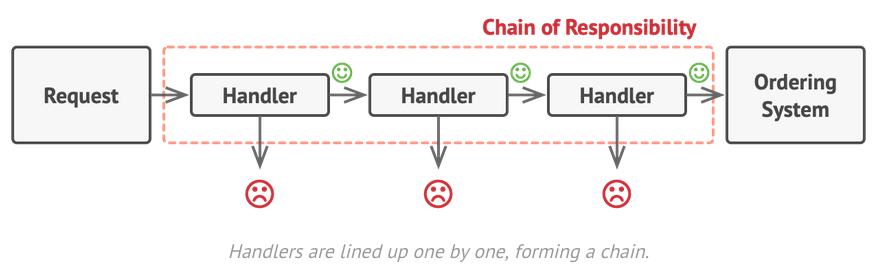 Chain of Responsibility
Request
Handler
Handler
Handler
Ordering
System
Handlers are lined up one by one, forming a chain.